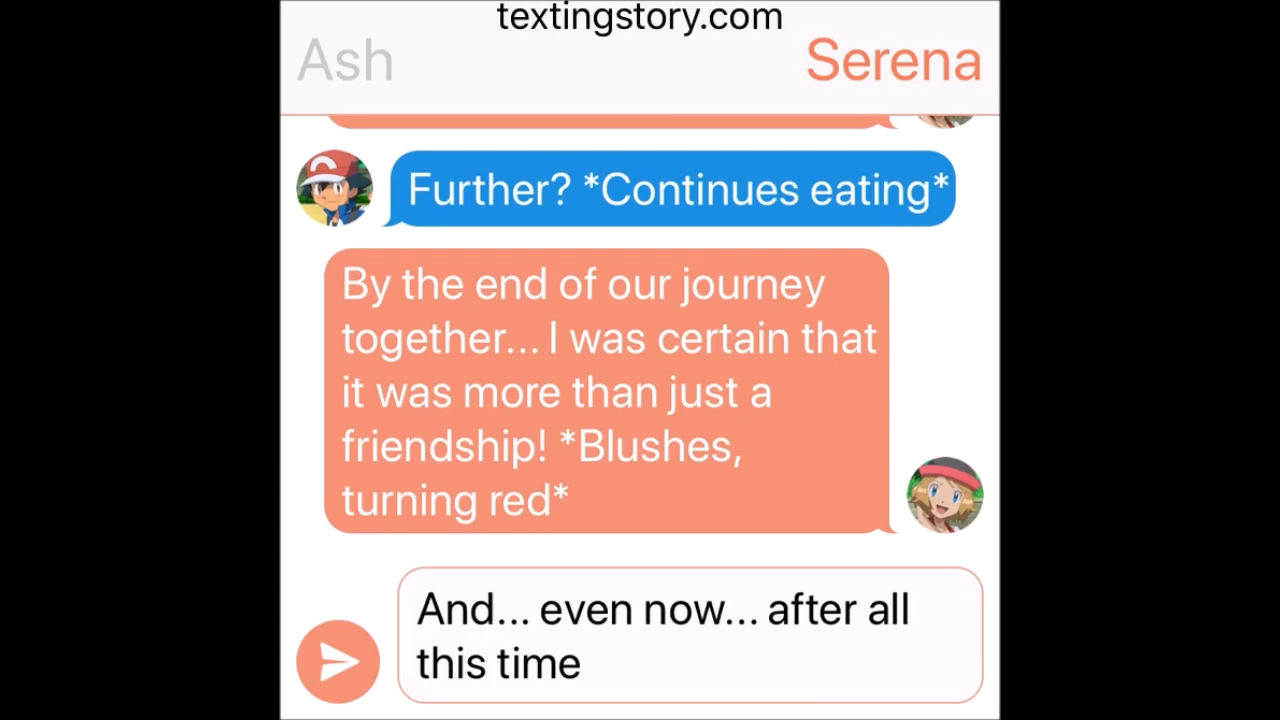 textingstory.com
Ash
Serena
Further? *Continues eating*
By the end of our journey
together... I was certain that
it was more than just a
friendship! *Blushes,
turning red*
And... even now... after all
this time